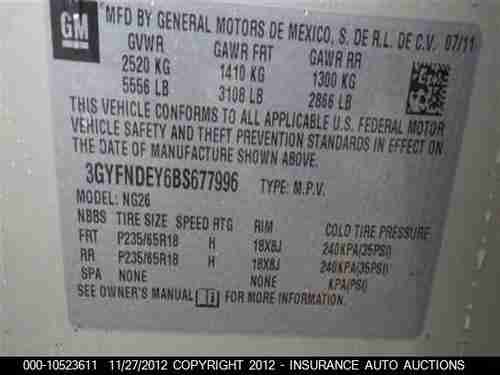 GM
MFD BY GENERAL MOTORS DE MEXICO, S. DE R.L. DE C.V. 07/11
GVWR GAWR FRT GAWR RR
2520 KG 1410 KG 1300 KG
5556 LB 3108 LB 2866 LB
THIS VEHICLE CONFORMS TO ALL APPLICABLE U.S. FEDERAL MOTOR
VEHICLE SAFETY AND THEFT PREVENTION STANDARDS IN EFFECT ON
THE DATE OF MANUFACTURE SHOWN ABOVE.
3GYFNDEY6BS677996 TYPE: M.P.V.
MODEL: NG26
NBBS TIRE SIZE SPEED RTG RIM COLD TIRE PRESSURE
FRT P235/65R18 H 18X8J 240KPA(35PSI)
RR P235/65R18 H 18X8J 240KPA(35PSI)
SPA NONE NONE KPA(PSI)
SEE OWNER'S MANUAL FOR MORE INFORMATION.
000-10523611 11/27/2012 COPYRIGHT 2012 - INSURANCE AUTO AUCTIONS